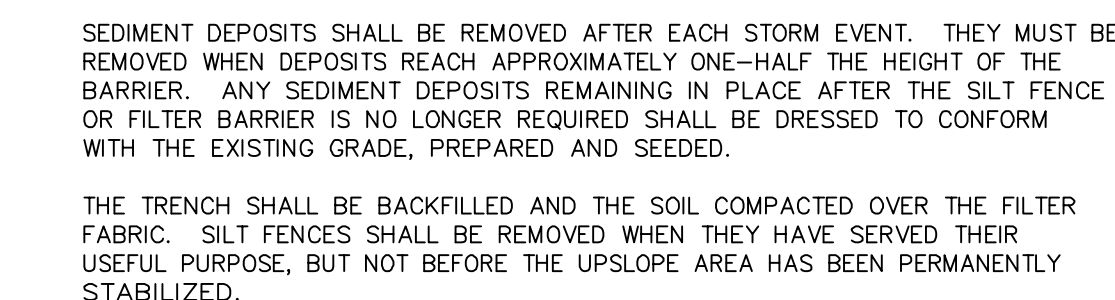 SEDIMENT DEPOSITS SHALL BE REMOVED AFTER EACH STORM EVENT.  THEY MUST BE
REMOVED WHEN DEPOSITS REACH APPROXIMATELY ONE-HALF THE HEIGHT OF THE
BARRIER.  ANY SEDIMENT DEPOSITS REMAINING IN PLACE AFTER THE SILT FENCE
OR FILTER BARRIER IS NO LONGER REQUIRED SHALL BE DRESSED TO CONFORM
WITH THE EXISTING GRADE, PREPARED AND SEEDED.

THE TRENCH SHALL BE BACKFILLED AND THE SOIL COMPACTED OVER THE FILTER
FABRIC.  SILT FENCES SHALL BE REMOVED WHEN THEY HAVE SERVED THEIR
USEFUL PURPOSE, BUT NOT BEFORE THE UPSLOPE AREA HAS BEEN PERMANENTLY
STABILIZED.